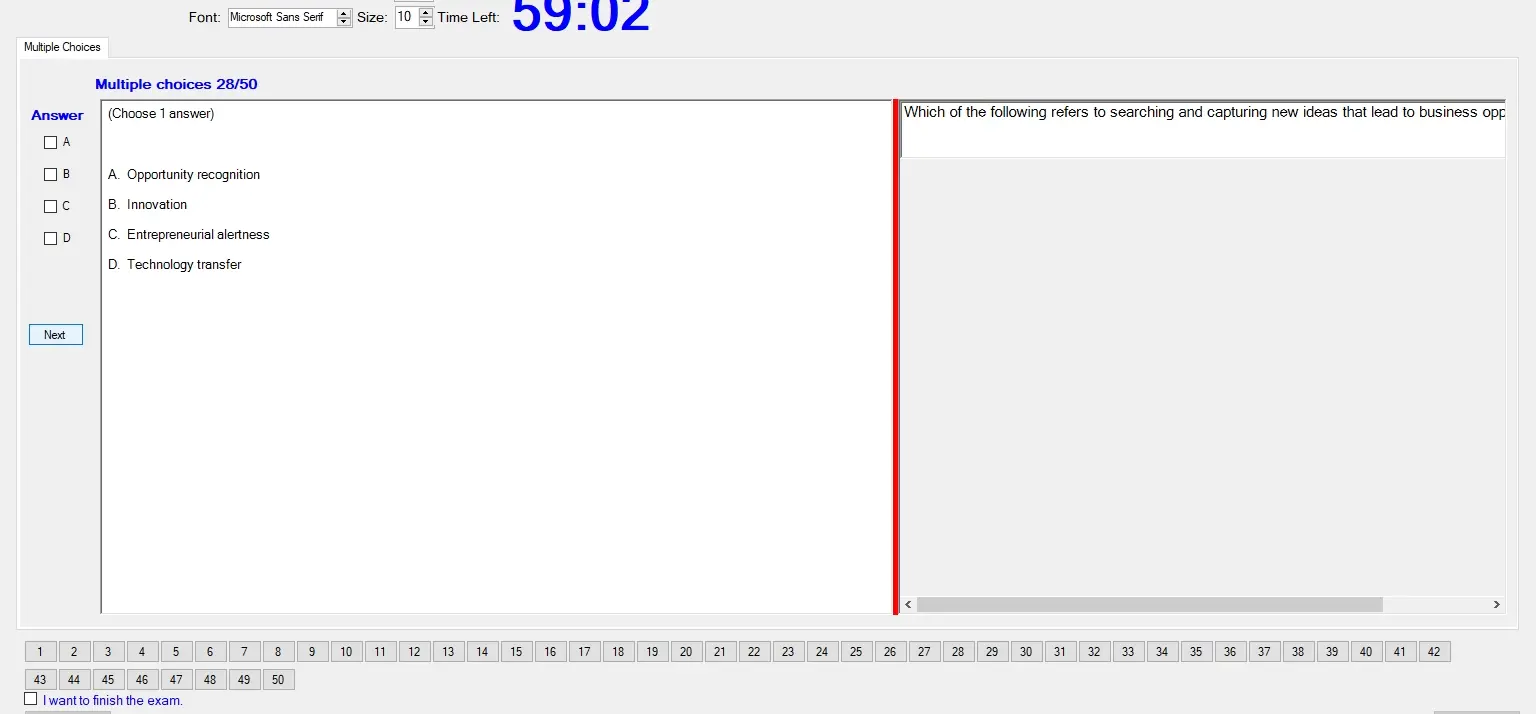 Font: Microsoft Sans Serif Size: 10 Time Left: 59:02
Multiple Choices
Multiple choices 28/50
Answer
A
B
C
D
Next
(Choose 1 answer)
A. Opportunity recognition
B. Innovation
C. Entrepreneurial alertness
D. Technology transfer
Which of the following refers to searching and capturing new ideas that lead to business opp
1 2 3 4 5 6 7 8 9 10 11 12 13 14 15 16 17 18 19 20 21 22 23 24 25 26 27 28 29 30 31 32 33 34 35 36 37 38 39 40 41 42
43 44 45 46 47 48 49 50
I want to finish the exam.